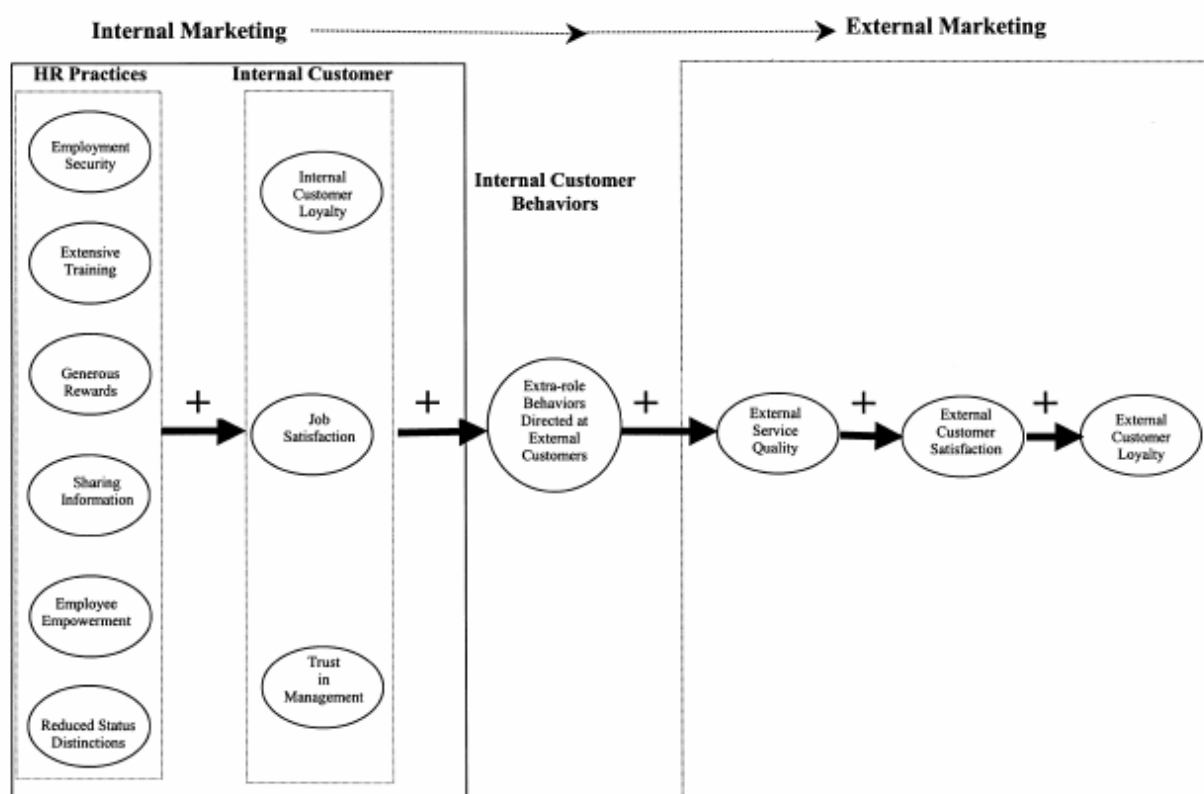 Internal Marketing
External Marketing
HR Practices
Internal Customer
Employment
Security
Extensive
Training
Generous
Rewards
Sharing
Information
Employee
Empowerment
Reduced Status
Distinctions
+
Internal
Customer
Loyalty
Job
Satisfaction
Trust
in
Management
+
Internal Customer
Behaviors
Extra-role
Behaviors
Directed at
External
Customers
+
External
Service
Quality
+
External
Customer
Satisfaction
+
External
Customer
Loyalty